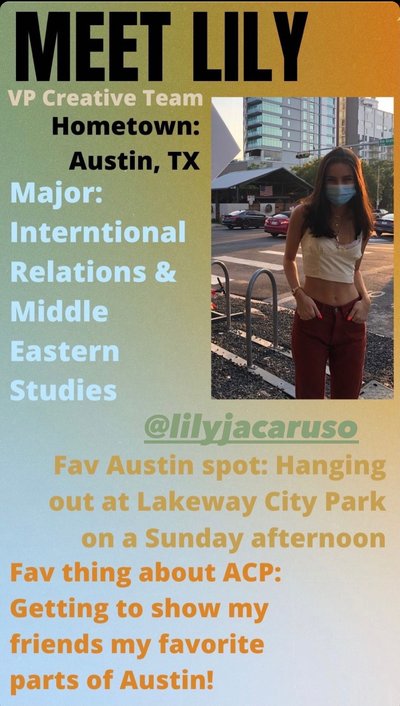 MEET LILY
VP Creative Team
Hometown:
Austin, TX
Major:
Interntional
Relations &
Middle
Eastern
Studies
@lilyjacaruso
Fav Austin spot: Hanging
out at Lakeway City Park
on a Sunday afternoon
Fav thing about ACP:
Getting to show my
friends my favorite
parts of Austin!